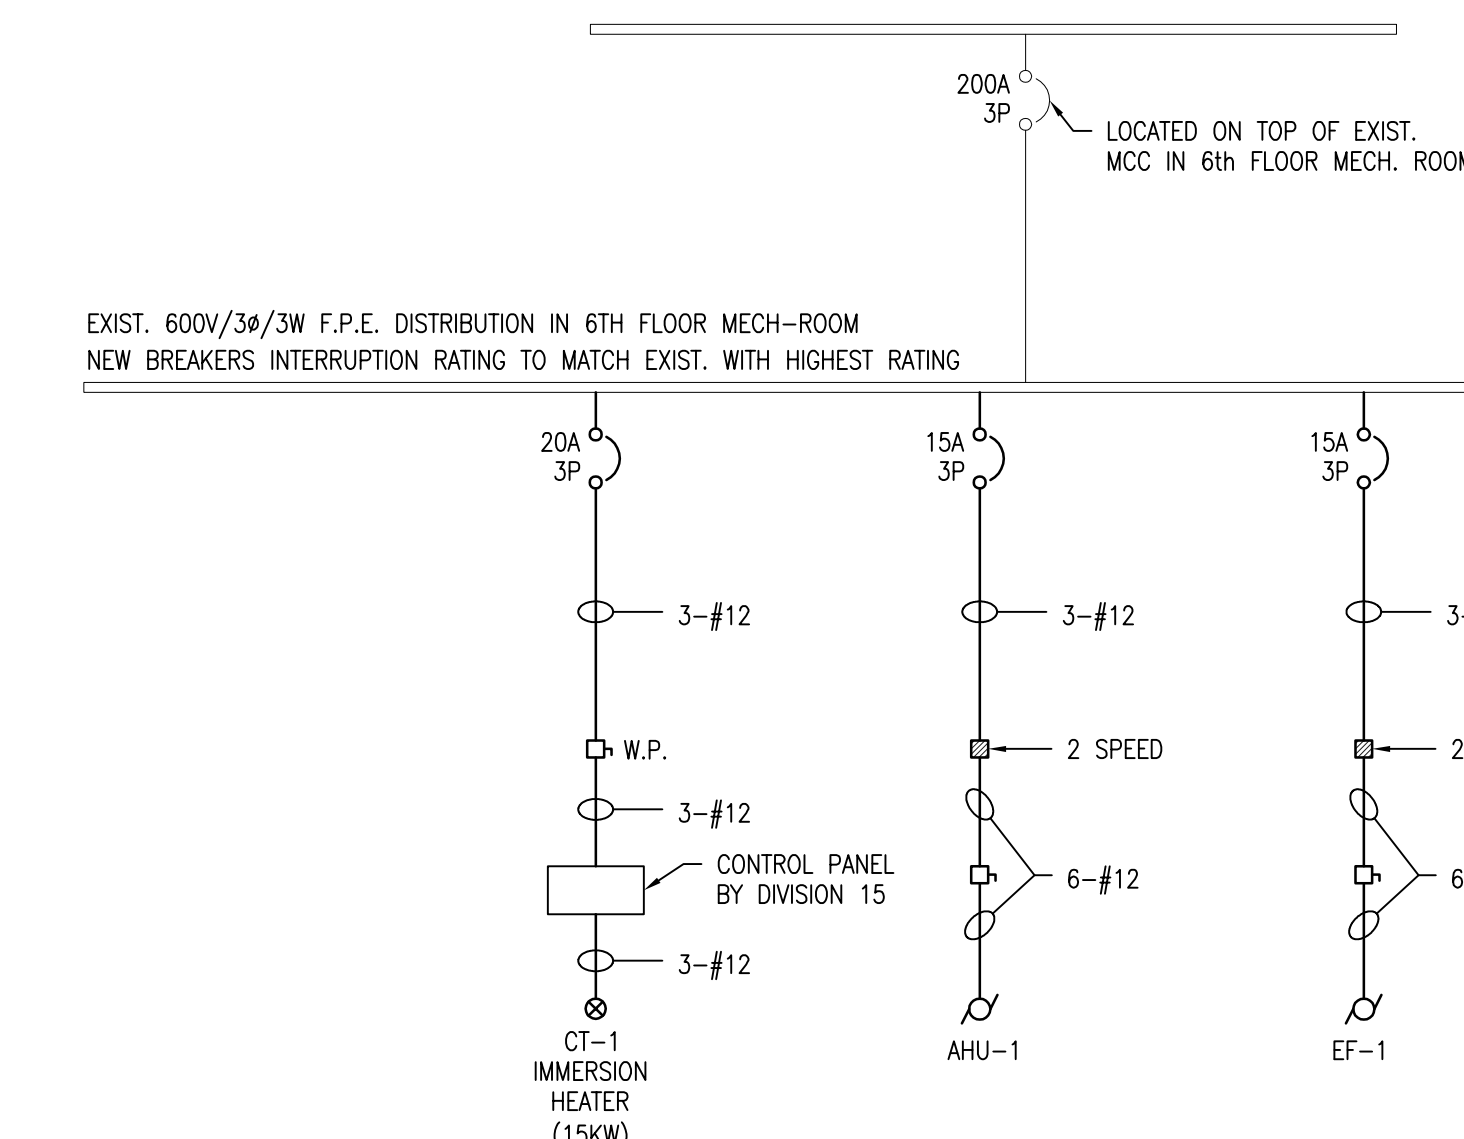 200A
3P
LOCATED ON TOP OF EXIST.
MCC IN 6th FLOOR MECH.
EXIST. 600V/3ø/3W F.P.E. DISTRIBUTION IN 6TH FLOOR MECH-ROOM
NEW BREAKERS INTERRUPTION RATING TO MATCH EXIST. WITH HIGHEST RATING
20A
3P
15A
3P
15A
3P
3-#12
3-#12
W.P.
2 SPEED
2
3-#12
CONTROL PANEL
BY DIVISION 15
6-#12
3-#12
CT-1
IMMERSION
HEATER
(15KW)
AHU-1
EF-1